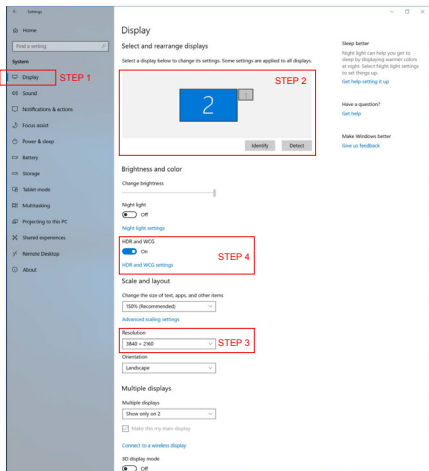 Settings
Home
Find a setting
System
Display
STEP 1
Sound
Notifications & actions
Focus assist
Power & sleep
Battery
Storage
Tablet mode
Multitasking
Projecting to this PC
Shared experiences
Remote Desktop
About
Display
Select and rearrange displays
Select a display below to change its settings. Some settings are applied to all displays.
STEP 2
2
1
Identify
Detect
Brightness and color
Change brightness
Night light
Off
Night light settings
HDR and WCG
On
STEP 4
HDR and WCG settings
Scale and layout
Change the size of text, apps, and other items
150% (Recommended)
Advanced scaling settings
Resolution
3840 × 2160
STEP 3
Orientation
Landscape
Multiple displays
Multiple displays
Show only on 2
Make this my main display
Connect to a wireless display
3D display mode
Off
Sleep better
Night light can help you get to
sleep by displaying warmer colors
at night. Select Night light settings
to set things up.
Get help setting it up
Have a question?
Get help
Make Windows better
Give us feedback